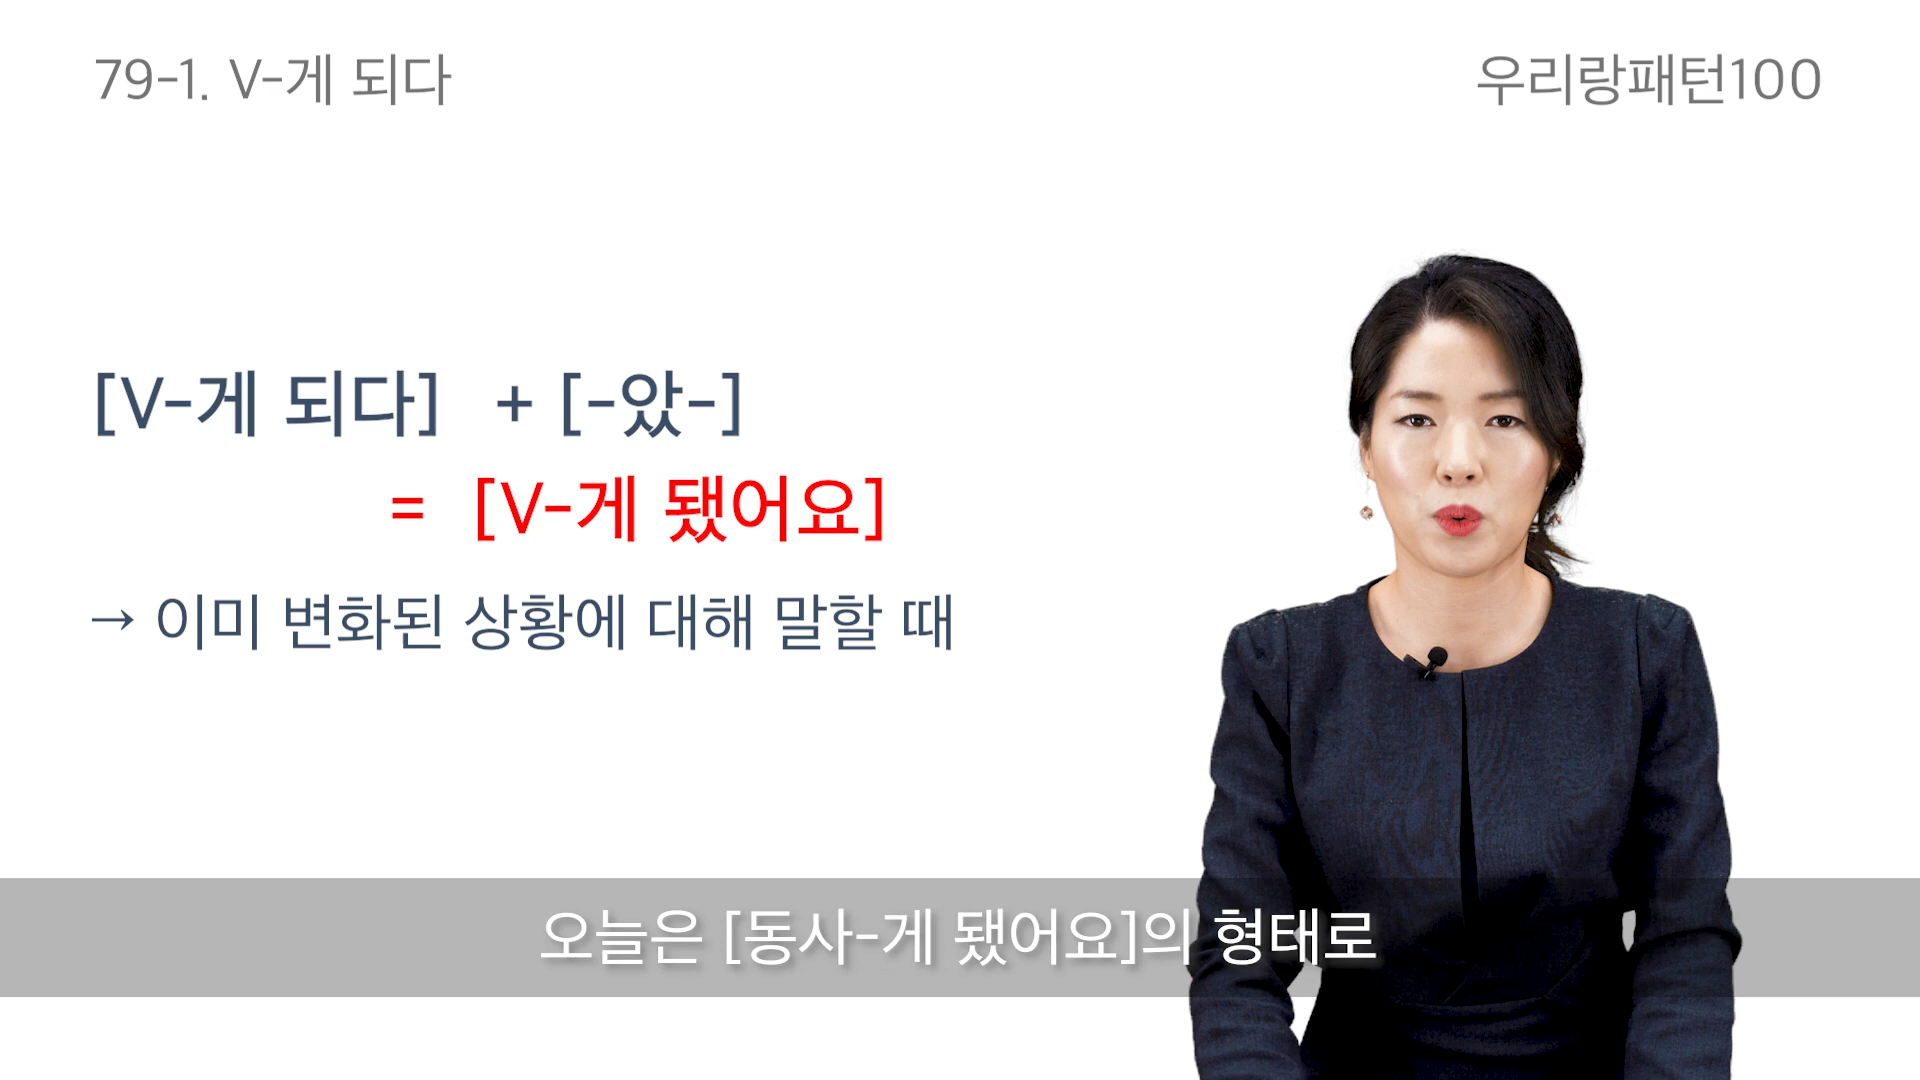 79-1. V-게 되다
우리랑패턴100
[V-게 되다] + [-았-]
= [V-게 됐어요]
→ 이미 변화된 상황에 대해 말할 때
오늘은 [동사-게 됐어요]의 형태로